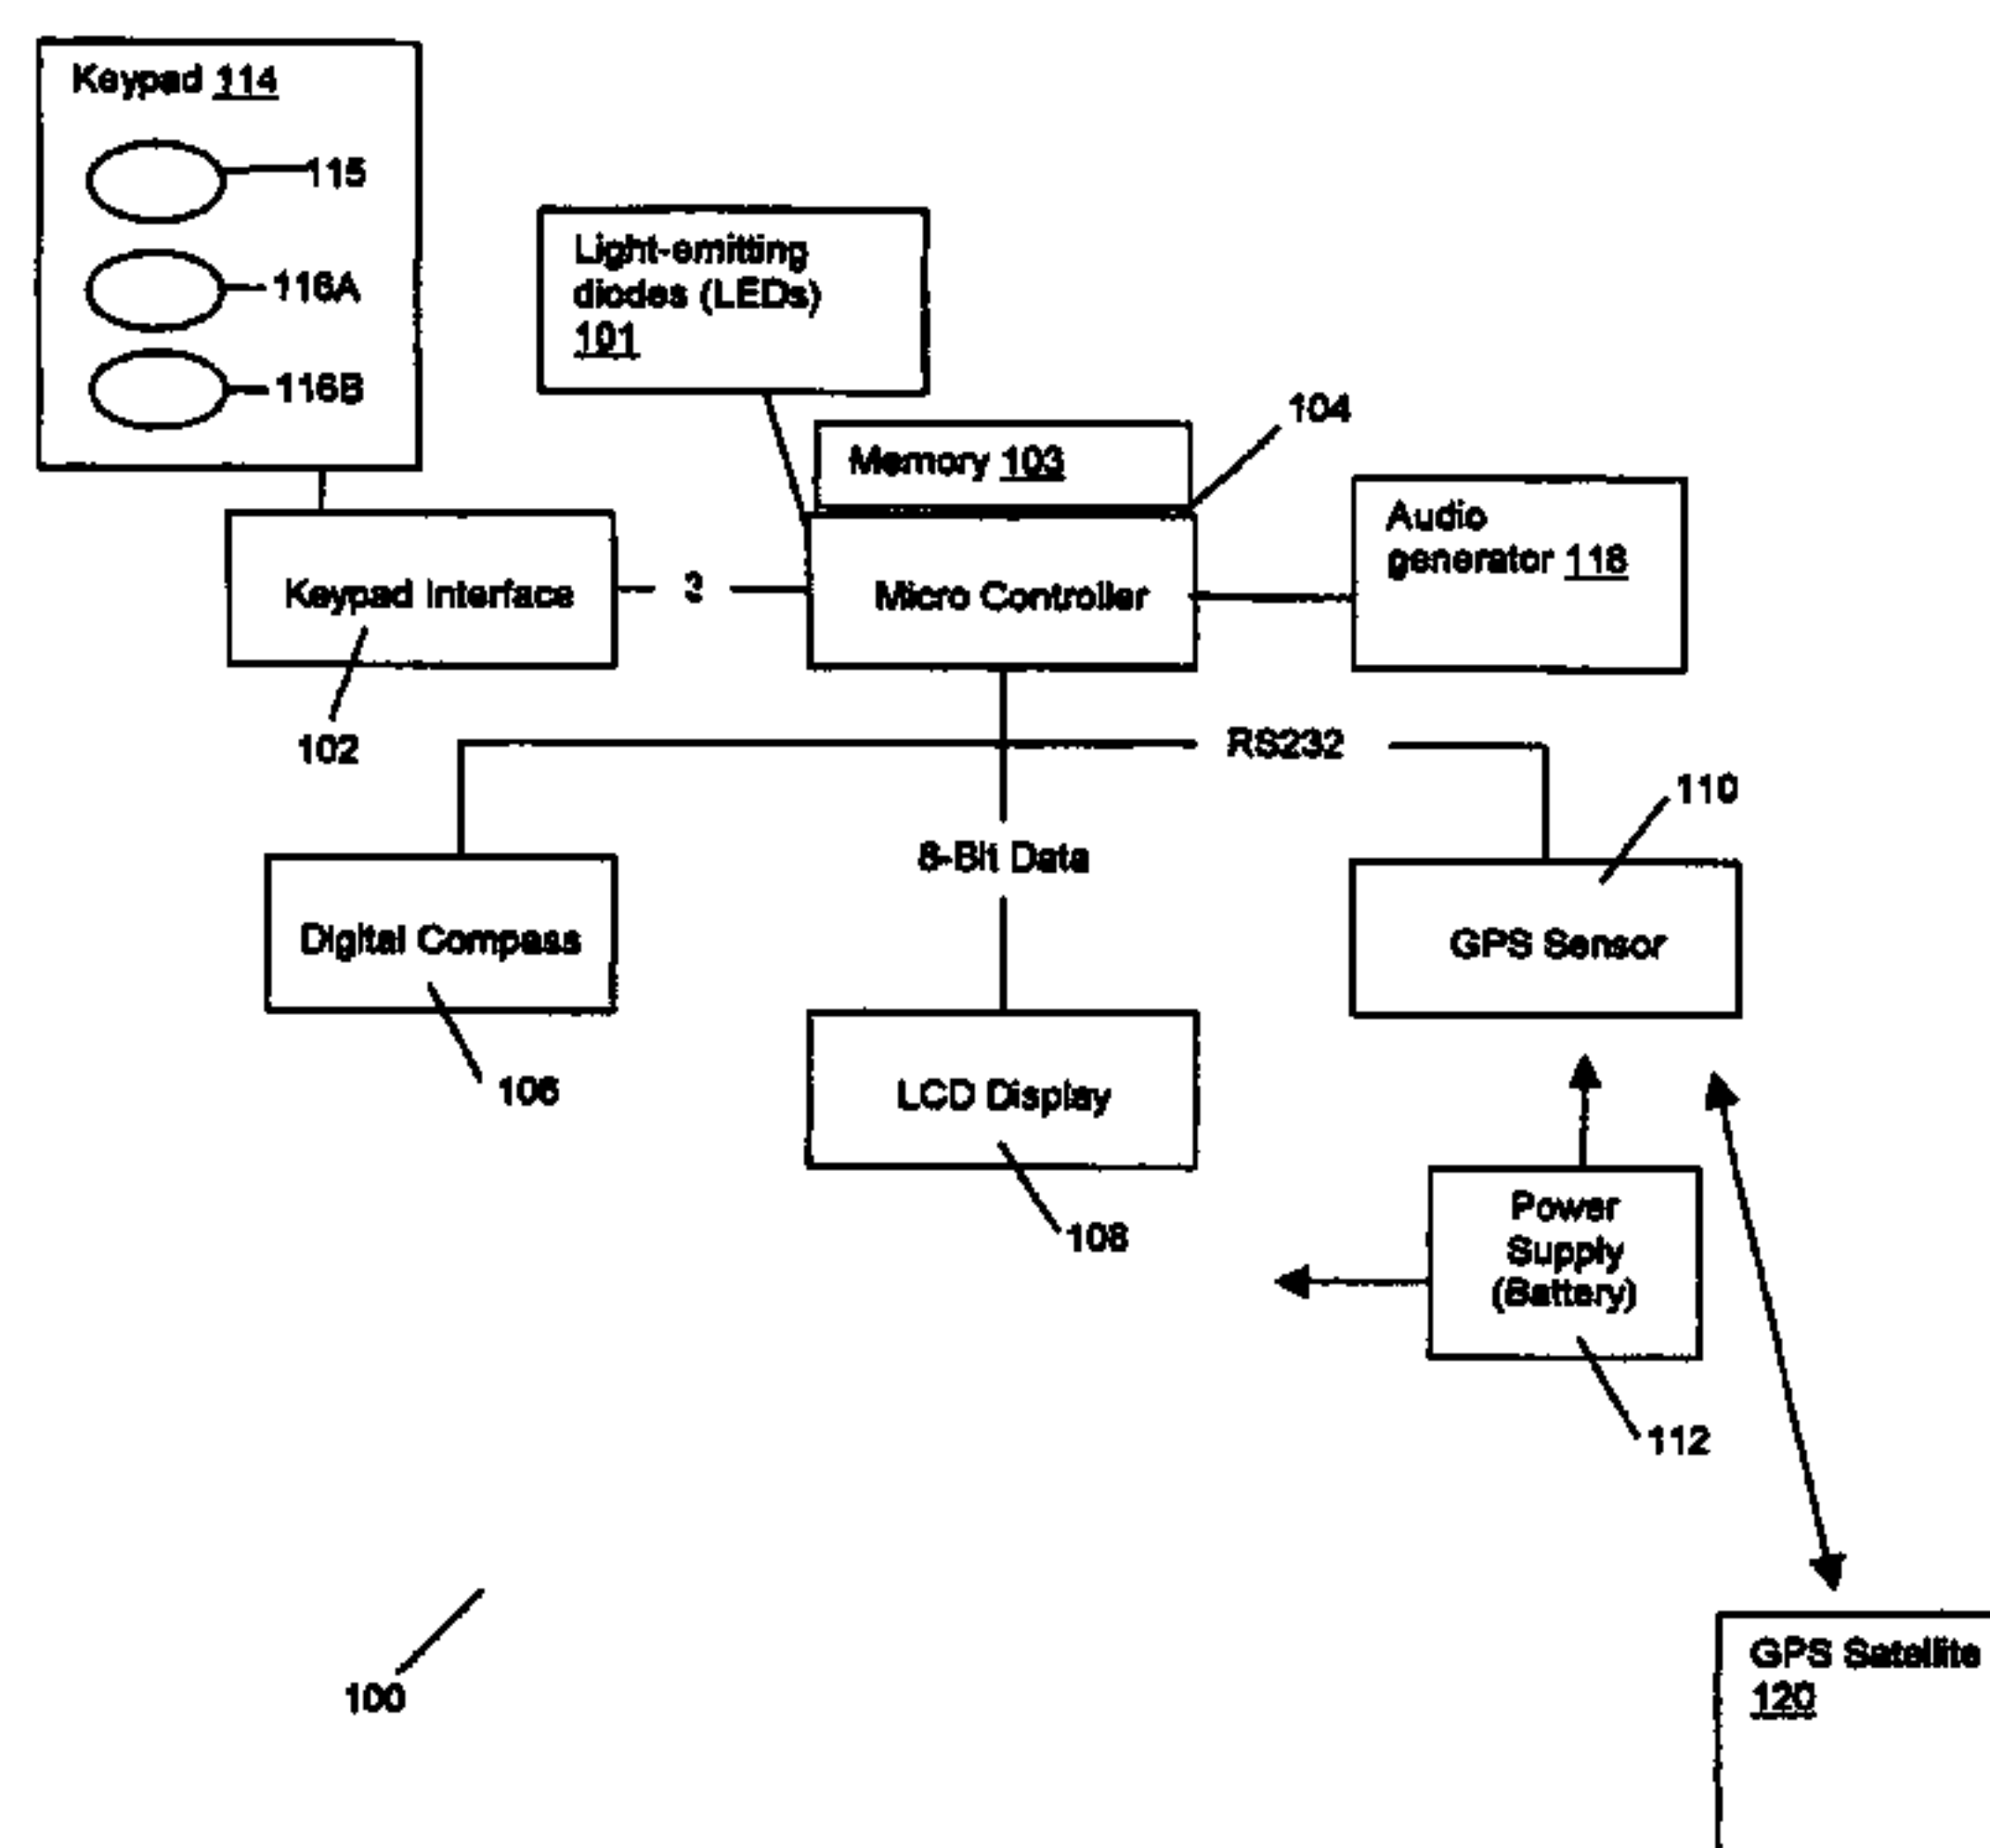 Keypad 114
115
116A
116B
Light-emitting
diodes (LEDs)
101
Memory 103
104
Audio
generator 118
Keypad Interface
3
Micro Controller
102
RS232
110
8-Bit Data
Digital Compass
GPS Sensor
106
LCD Display
108
Power
Supply
(Battery)
112
100
GPS Satellite
120